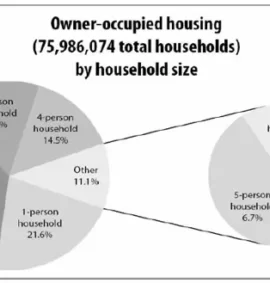 Owner-occupied housing
(75,986,074 total households)
by household size
4-person
household
14.5%
Other
11.1%
1-person
household
21.6%
5-person
6.7%